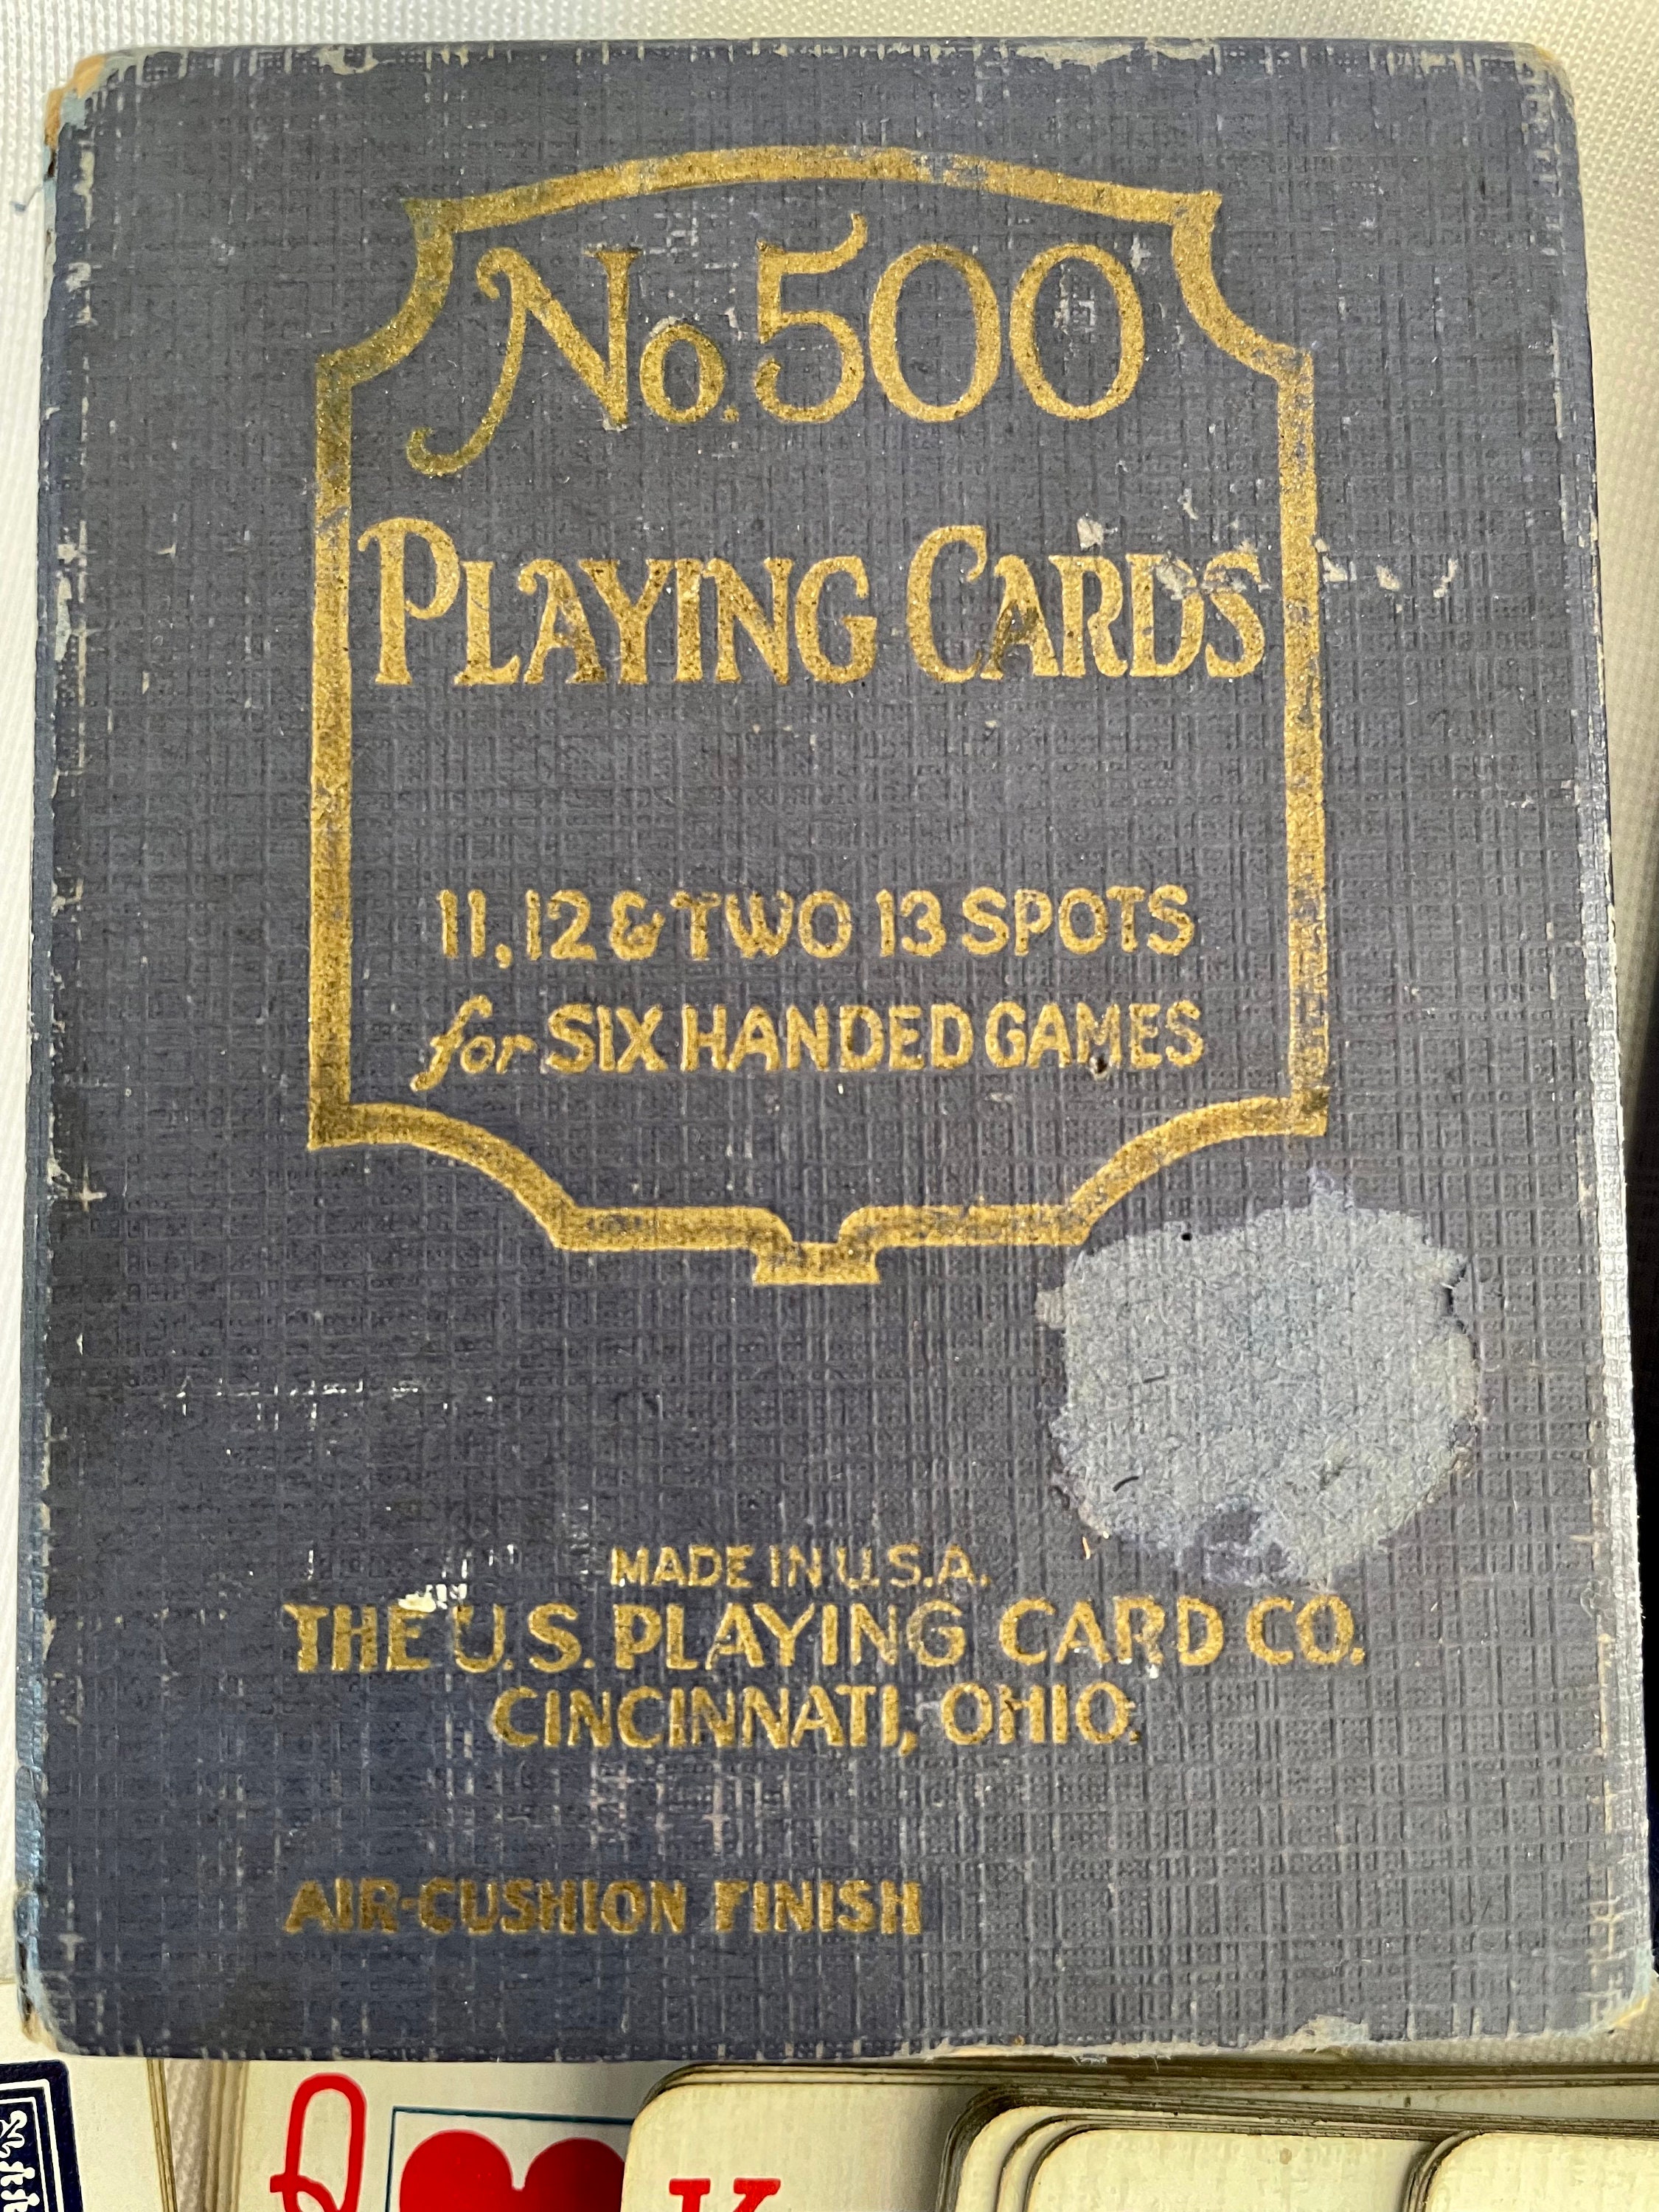 No. 500
PLAYING CARDS
11, 12 & TWO 13 SPOTS
for SIX HANDED GAMES
MADE IN U.S.A.
THE U.S. PLAYING CARD CO.
CINCINNATI, OHIO.
AIR-CUSHION FINISH
Q
K